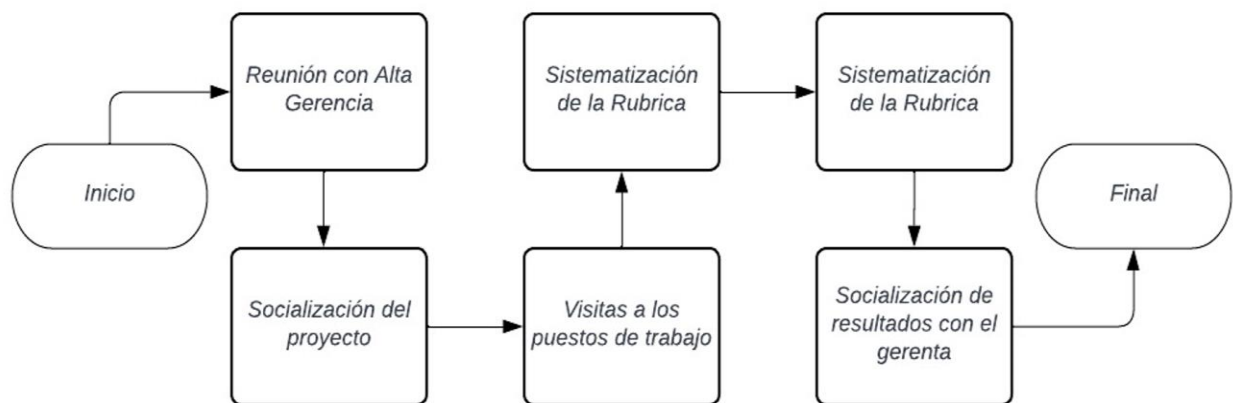 Inicio
Reunión con Alta
Gerencia
Socialización del
proyecto
Visitas a los
puestos de trabajo
Sistematización
de la Rubrica
Sistematización
de la Rubrica
Socialización de
resultados con el
gerenta
Final